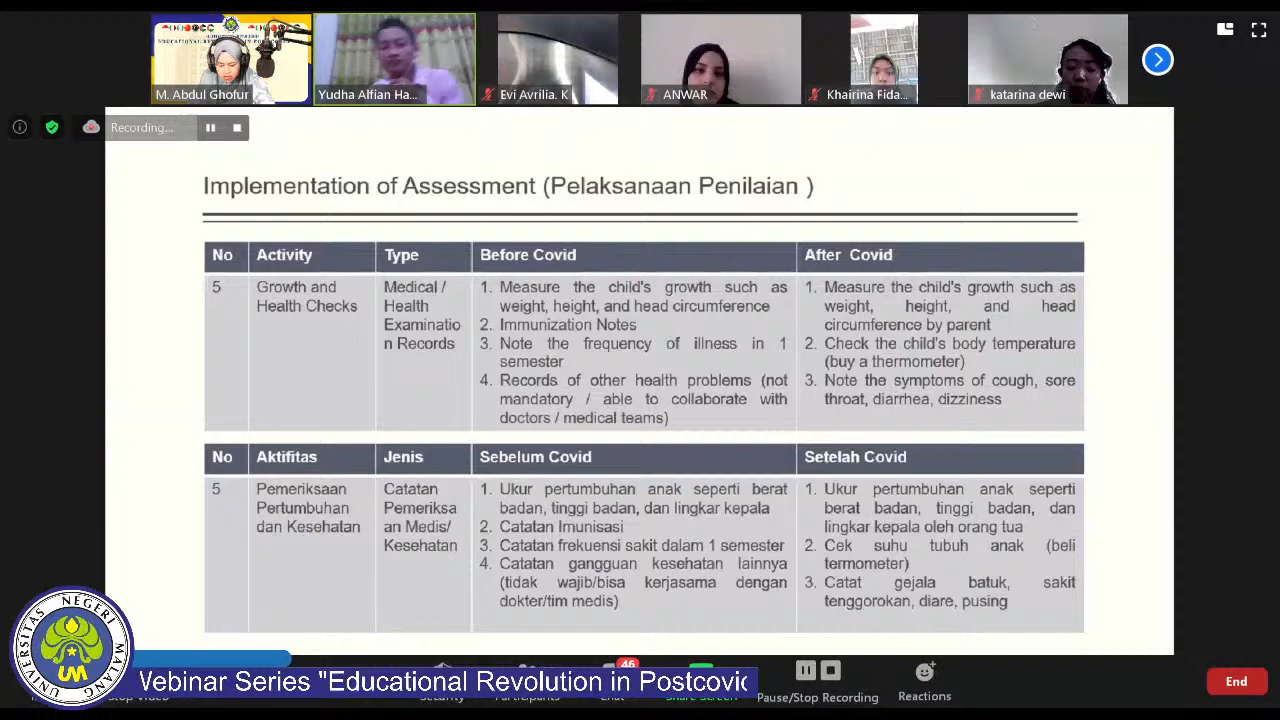 M. Abdul Ghofur
Yudha Alfian Ha...
Evi Avrilia. K
ANWAR
Khairina Fida...
katarina dewi
Recording...
Implementation of Assessment (Pelaksanaan Penilaian )
No Activity Type Before Covid After Covid
5
Growth and
Health Checks
Medical /
Health
Examinatio
n Records
1. Measure the child's growth such as
weight, height, and head circumference
2. Immunization Notes
3. Note the frequency of illness in 1
semester
4. Records of other health problems (not
mandatory / able to collaborate with
doctors / medical teams)
1. Measure the child's growth such as
weight, height, and head
circumference by parent
2. Check the child's body temperature
(buy a thermometer)
3. Note the symptoms of cough, sore
throat, diarrhea, dizziness
No Aktifitas Jenis Sebelum Covid Setelah Covid
5
Pemeriksaan
Pertumbuhan
dan Kesehatan
Catatan
Pemeriksa
an Medis/
Kesehatan
1. Ukur pertumbuhan anak seperti berat
badan, tinggi badan, dan lingkar kepala
2. Catatan Imunisasi
3. Catatan frekuensi sakit dalam 1 semester
4. Catatan gangguan kesehatan lainnya
(tidak wajib/bisa kerjasama dengan
dokter/tim medis)
1. Ukur pertumbuhan anak seperti
berat badan, tinggi badan, dan
lingkar kepala oleh orang tua
2. Cek suhu tubuh anak (beli
termometer)
3. Catat gejala batuk, sakit
tenggorokan, diare, pusing
UNIVERSITAS NEGERI MALANG
UM
Webinar Series "Educational Revolution in Postcovid
46
Pause/Stop Recording
Reactions
End